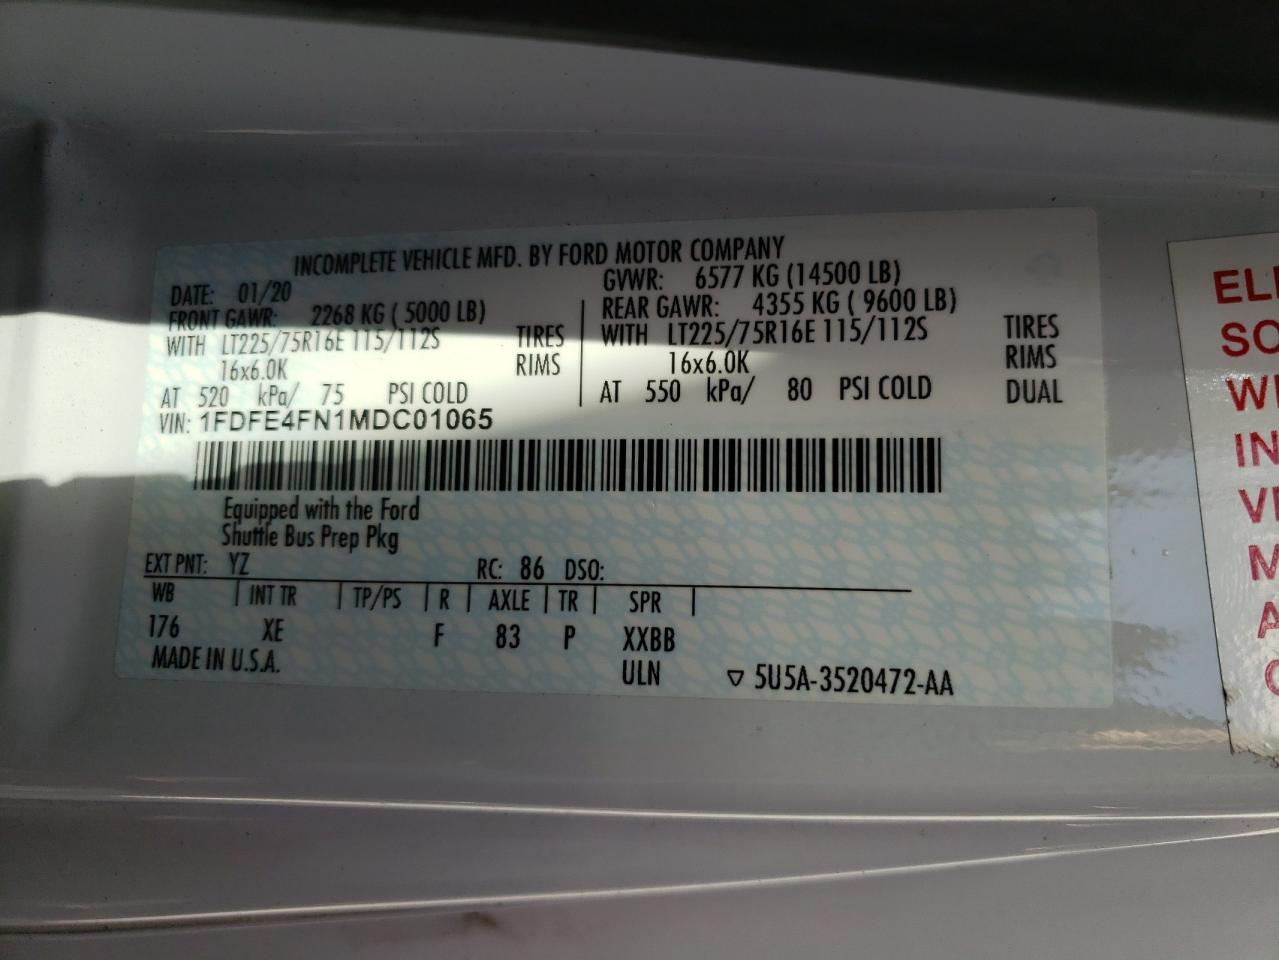 INCOMPLETE VEHICLE MFD. BY FORD MOTOR COMPANY
DATE: 01/20 GVWR: 6577 KG (14500 LB)
FRONT GAWR: 2268 KG ( 5000 LB) REAR GAWR: 4355 KG ( 9600 LB)
WITH LT225/75R16E 115/112S TIRES WITH LT225/75R16E 115/112S TIRES
16x6.0K RIMS 16x6.0K RIMS
AT 520 kPa/ 75 PSI COLD AT 550 kPa/ 80 PSI COLD DUAL
VIN: 1FDFE4FN1MDC01065
Equipped with the Ford
Shuttle Bus Prep Pkg
EXT PNT: YZ RC: 86 DSO:
WB INT TR TP/PS R AXLE TR SPR
176 XE F 83 P XXBB
MADE IN U.S.A. ULN ▽ 5U5A-3520472-AA
SO
WI
IN